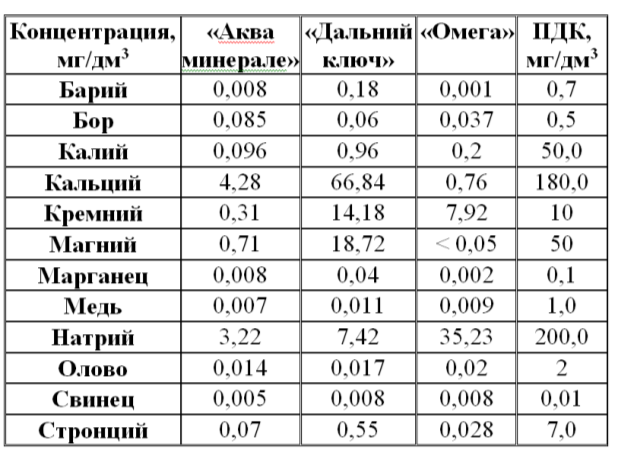 Концентрация, мг/дм³ «Аква минерале» «Дальний ключ» «Омега» ПДК, мг/дм³
Барий 0,008 0,18 0,001 0,7
Бор 0,085 0,06 0,037 0,5
Калий 0,096 0,96 0,2 50,0
Кальций 4,28 66,84 0,76 180,0
Кремний 0,31 14,18 7,92 10
Магний 0,71 18,72 < 0,05 50
Марганец 0,008 0,04 0,002 0,1
Медь 0,007 0,011 0,009 1,0
Натрий 3,22 7,42 35,23 200,0
Олово 0,014 0,017 0,02 2
Свинец 0,005 0,008 0,008 0,01
Стронций 0,07 0,55 0,028 7,0